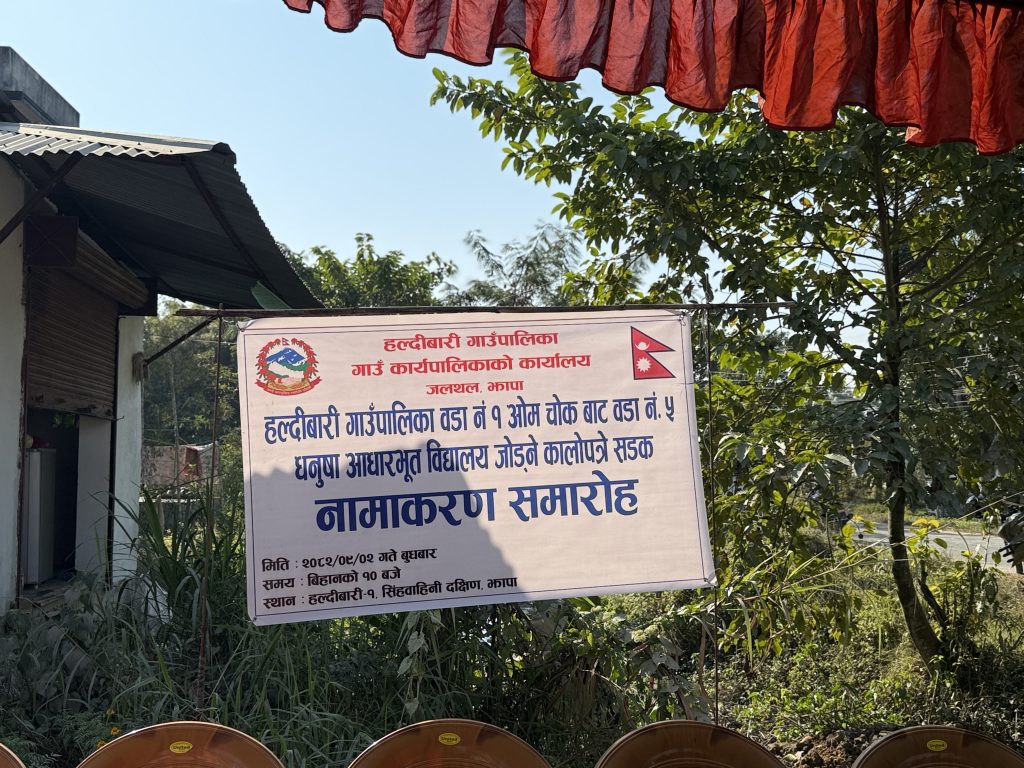 हल्दीबारी गाउँपालिका
गाउँ कार्यपालिकाको कार्यालय
जलथल, झापा
हल्दीबारी गाउँपालिका वडा नं १ ओम चोक बाट वडा नं. ५
धनुषा आधारभूत विद्यालय जोड्ने कालोपत्रे सडक
नामाकरण समारोह
मिति : २०८२/०९/०२ गते बुधबार
समय : बिहानको १० बजे
स्थान : हल्दीबारी-१, सिंहवाहिनी दक्षिण, झापा